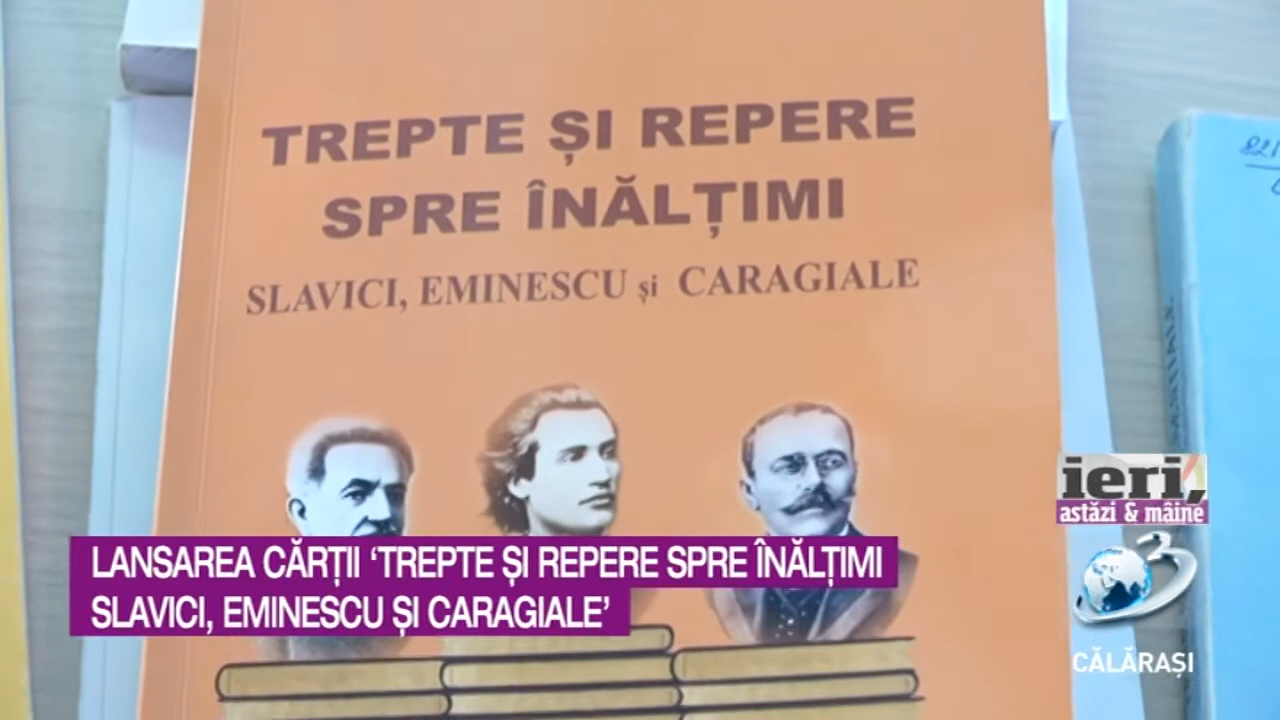 TREPTE ȘI REPERE
SPRE ÎNĂLȚIMI
SLAVICI, EMINESCU și CARAGIALE
821
ieri,
astăzi & mâine
LANSAREA CĂRȚII ‘TREPTE ȘI REPERE SPRE ÎNĂLȚIMI
SLAVICI, EMINESCU ȘI CARAGIALE’
3
CĂLĂRAȘI